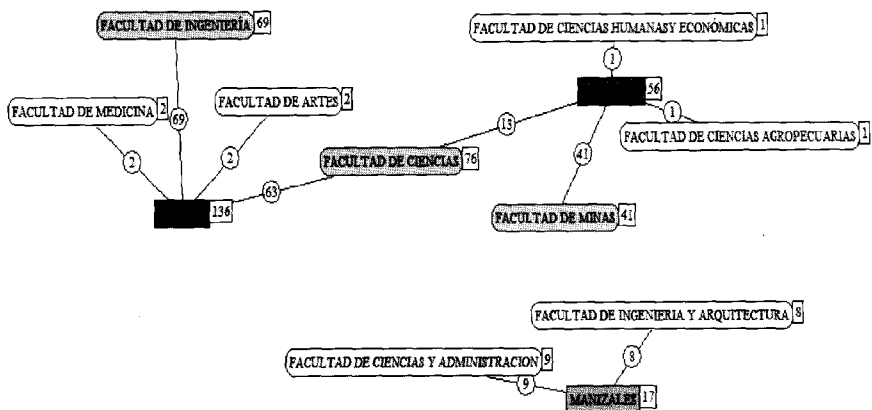 FACULTAD DE INGENIERÍA 69
FACULTAD DE CIENCIAS HUMANASY ECONÓMICAS 1
1
56
FACULTAD DE MEDICINA 2
FACULTAD DE ARTES 2
69
13
1
FACULTAD DE CIENCIAS AGROPECUARIAS 1
2
2
FACULTAD DE CIENCIAS 76
41
63
136
FACULTAD DE MINAS 41
FACULTAD DE INGENIERIA Y ARQUITECTURA 8
FACULTAD DE CIENCIAS Y ADMINISTRACION 9
8
9
MANIZALES 17